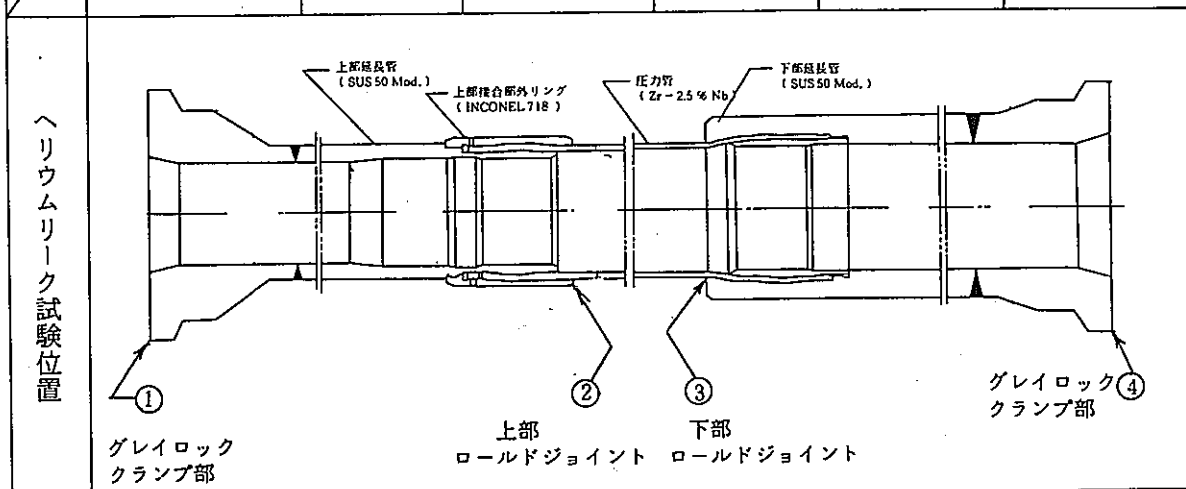 ヘリウムリーク試験位置
上部延長管
( SUS 50 Mod. )
上部接合部外リング
( INCONEL 718 )
圧力管
( Zr-2.5 % Nb )
下部延長管
( SUS 50 Mod. )
①
グレイロック
クランプ部
②
上部
ロールドジョイント
③
下部
ロールドジョイント
グレイロック
クランプ部
④